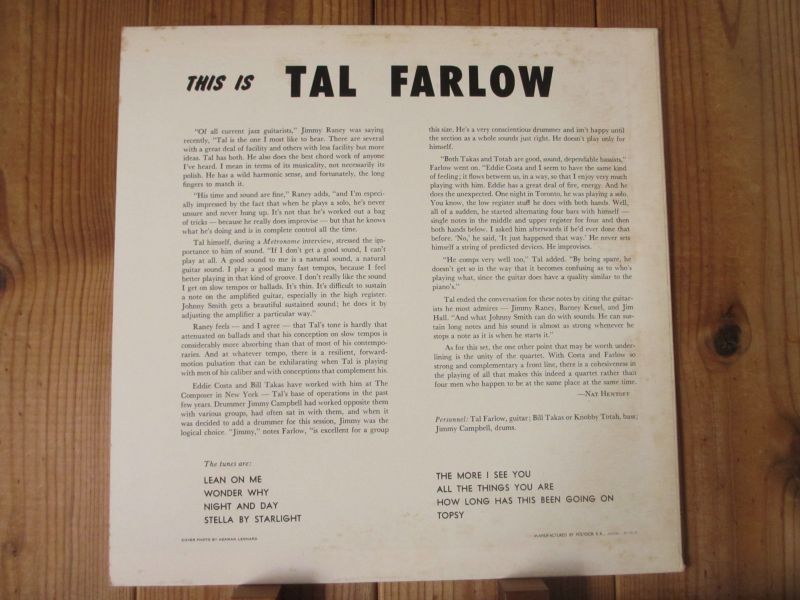 THIS IS TAL FARLOW
"Of all current jazz guitarists," Jimmy Raney was saying
recently, "Tal is the one I most like to hear. There are several
with a great deal of facility and others with less facility but more
ideas. Tal has both. He also does the best chord work of anyone
I've heard. I mean in terms of its musicality, not necessarily its
polish. He has a wild harmonic sense, and fortunately, the long
fingers to match it.
"His time and sound are fine," Raney adds, "and I'm especi-
ally impressed by the fact that when he plays a solo, he's never
unsure and never hung up. It's not that he's worked out a bag
of tricks — because he really does improvise — but that he knows
what he's doing and is in complete control all the time.
Tal himself, during a Metronome interview, stressed the im-
portance to him of sound. "If I don't get a good sound, I can't
play at all. A good sound to me is a natural sound, a natural
guitar sound. I play a good many fast tempos, because I feel
better playing in that kind of groove. I don't really like the sound
I get on slow tempos or ballads. It's thin. It's difficult to sustain
a note on the amplified guitar, especially in the high register.
Johnny Smith gets a beautiful sustained sound; he does it by
adjusting the amplifier a particular way."
Raney feels — and I agree — that Tal's tone is hardly that
attenuated on ballads and that his conception on slow tempos is
considerably more absorbing than that of most of his contempo-
raries. And at whatever tempo, there is a resilient, forward-
motion pulsation that can be exhilarating when Tal is playing
with men of his caliber and with conceptions that complement his.
Eddie Costa and Bill Takas have worked with him at The
Composer in New York — Tal's base of operations in the past
few years. Drummer Jimmy Campbell had worked opposite them
with various groups, had often sat in with them, and when it
was decided to add a drummer for this session, Jimmy was the
logical choice. "Jimmy," notes Farlow, "is excellent for a group
this size. He's a very conscientious drummer and isn't happy until
the section as a whole sounds just right. He doesn't play only for
himself.
"Both Takas and Totah are good, sound, dependable bassists,"
Farlow went on. "Eddie Costa and I seem to have the same kind
of feeling; it flows between us, in a way, so that I enjoy very much
playing with him. Eddie has a great deal of fire, energy. And he
does the unexpected. One night in Toronto, he was playing a solo.
You know, the low register stuff he does with both hands. Well,
all of a sudden, he started alternating four bars with himself —
single notes in the middle and upper register for four and then
both hands below. I asked him afterwards if he'd ever done that
before. 'No,' he said, 'It just happened that way.' He never sets
himself a string of predicted devices. He improvises.
"He comps very well too," Tal added. "By being spare, he
doesn't get so in the way that it becomes confusing as to who's
playing what, since the guitar does have a quality similar to the
piano's."
Tal ended the conversation for these notes by citing the guitar-
ists he most admires — Jimmy Raney, Barney Kessel, and Jim
Hall. "And what Johnny Smith can do with sounds. He can sus-
tain long notes and his sound is almost as strong whenever he
stops a note as it is when he starts it."
As for this set, the one other point that may be worth under-
lining is the unity of the quartet. With Costa and Farlow so
strong and complementary a front line, there is a cohesiveness in
the playing of all that makes this indeed a quartet rather than
four men who happen to be at the same place at the same time.
—NAT HENTOFF
Personnel: Tal Farlow, guitar; Bill Takas or Knobby Totah, bass;
Jimmy Campbell, drums.
The tunes are:
LEAN ON ME
WONDER WHY
NIGHT AND DAY
STELLA BY STARLIGHT
THE MORE I SEE YOU
ALL THE THINGS YOU ARE
HOW LONG HAS THIS BEEN GOING ON
TOPSY
COVER PHOTO BY HERMAN LEONARD
MANUFACTURED BY POLYDOR K.K.